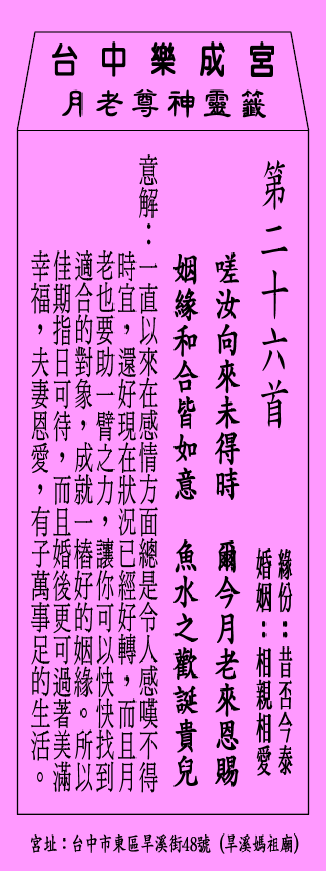 台中樂成宮
月老尊神靈籤
第二十六首
嗟汝向來未得時　爾今月老來恩賜
姻緣和合皆如意　魚水之歡誕貴兒
緣份：昔否今泰
婚姻：相親相愛
意解：一直以來在感情方面總是令人感嘆不得
時宜，還好現在狀況已經好轉，而且月
老也要助一臂之力，讓你可以快快找到
適合的對象，成就一樁好的姻緣。所以
佳期指日可待，而且婚後更可過著美滿
幸福，夫妻恩愛，有子萬事足的生活。
宮址：台中市東區旱溪街48號（旱溪媽祖廟）